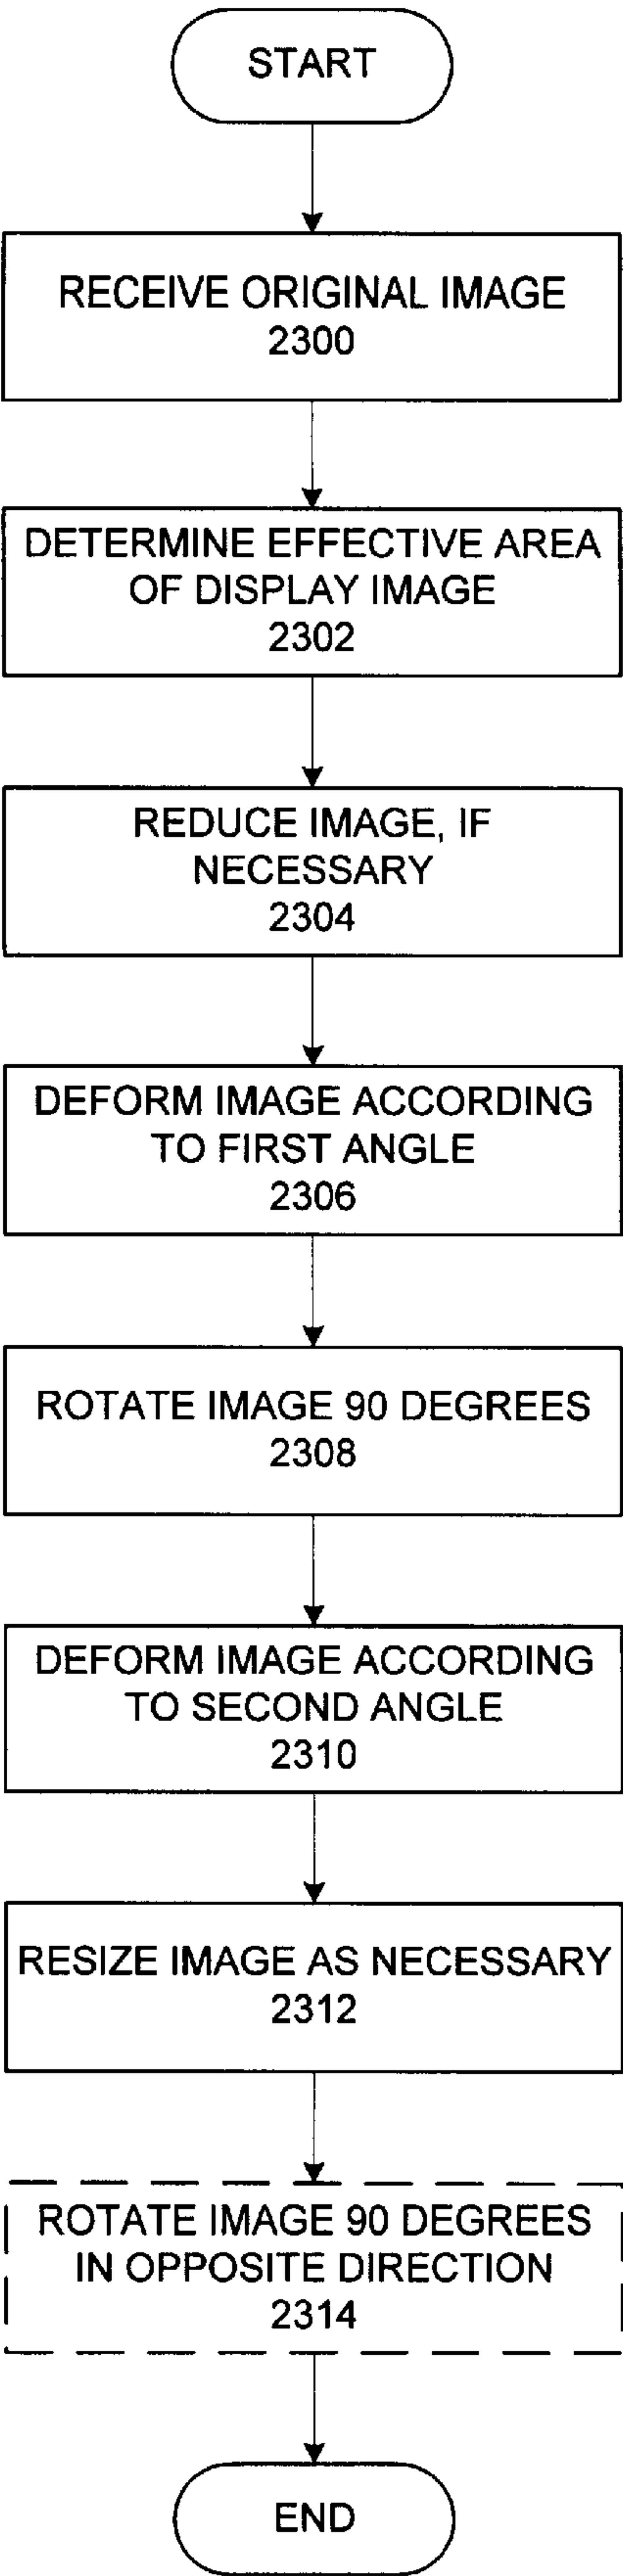 START
RECEIVE ORIGINAL IMAGE
2300
DETERMINE EFFECTIVE AREA
OF DISPLAY IMAGE
2302
REDUCE IMAGE, IF
NECESSARY
2304
DEFORM IMAGE ACCORDING
TO FIRST ANGLE
2306
ROTATE IMAGE 90 DEGREES
2308
DEFORM IMAGE ACCORDING
TO SECOND ANGLE
2310
RESIZE IMAGE AS NECESSARY
2312
ROTATE IMAGE 90 DEGREES
IN OPPOSITE DIRECTION
2314
END